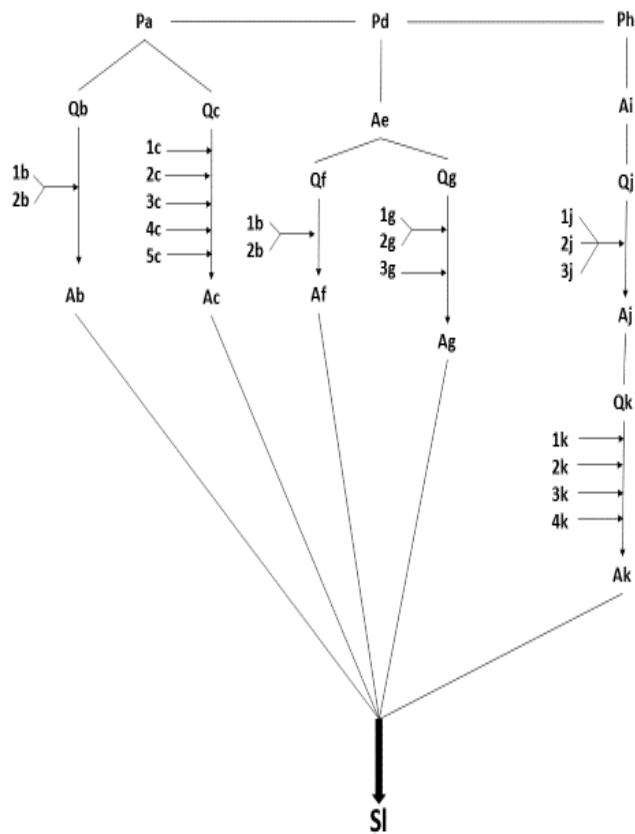 Pa Pd Ph
Qb Qc Ae Ai
Qf Qg Qj
1b
2b
1c
2c
3c
4c
5c
1b
2b
1g
2g
3g
1j
2j
3j
Ab Ac Af Ag Aj
Qk
1k
2k
3k
4k
Ak
Sl